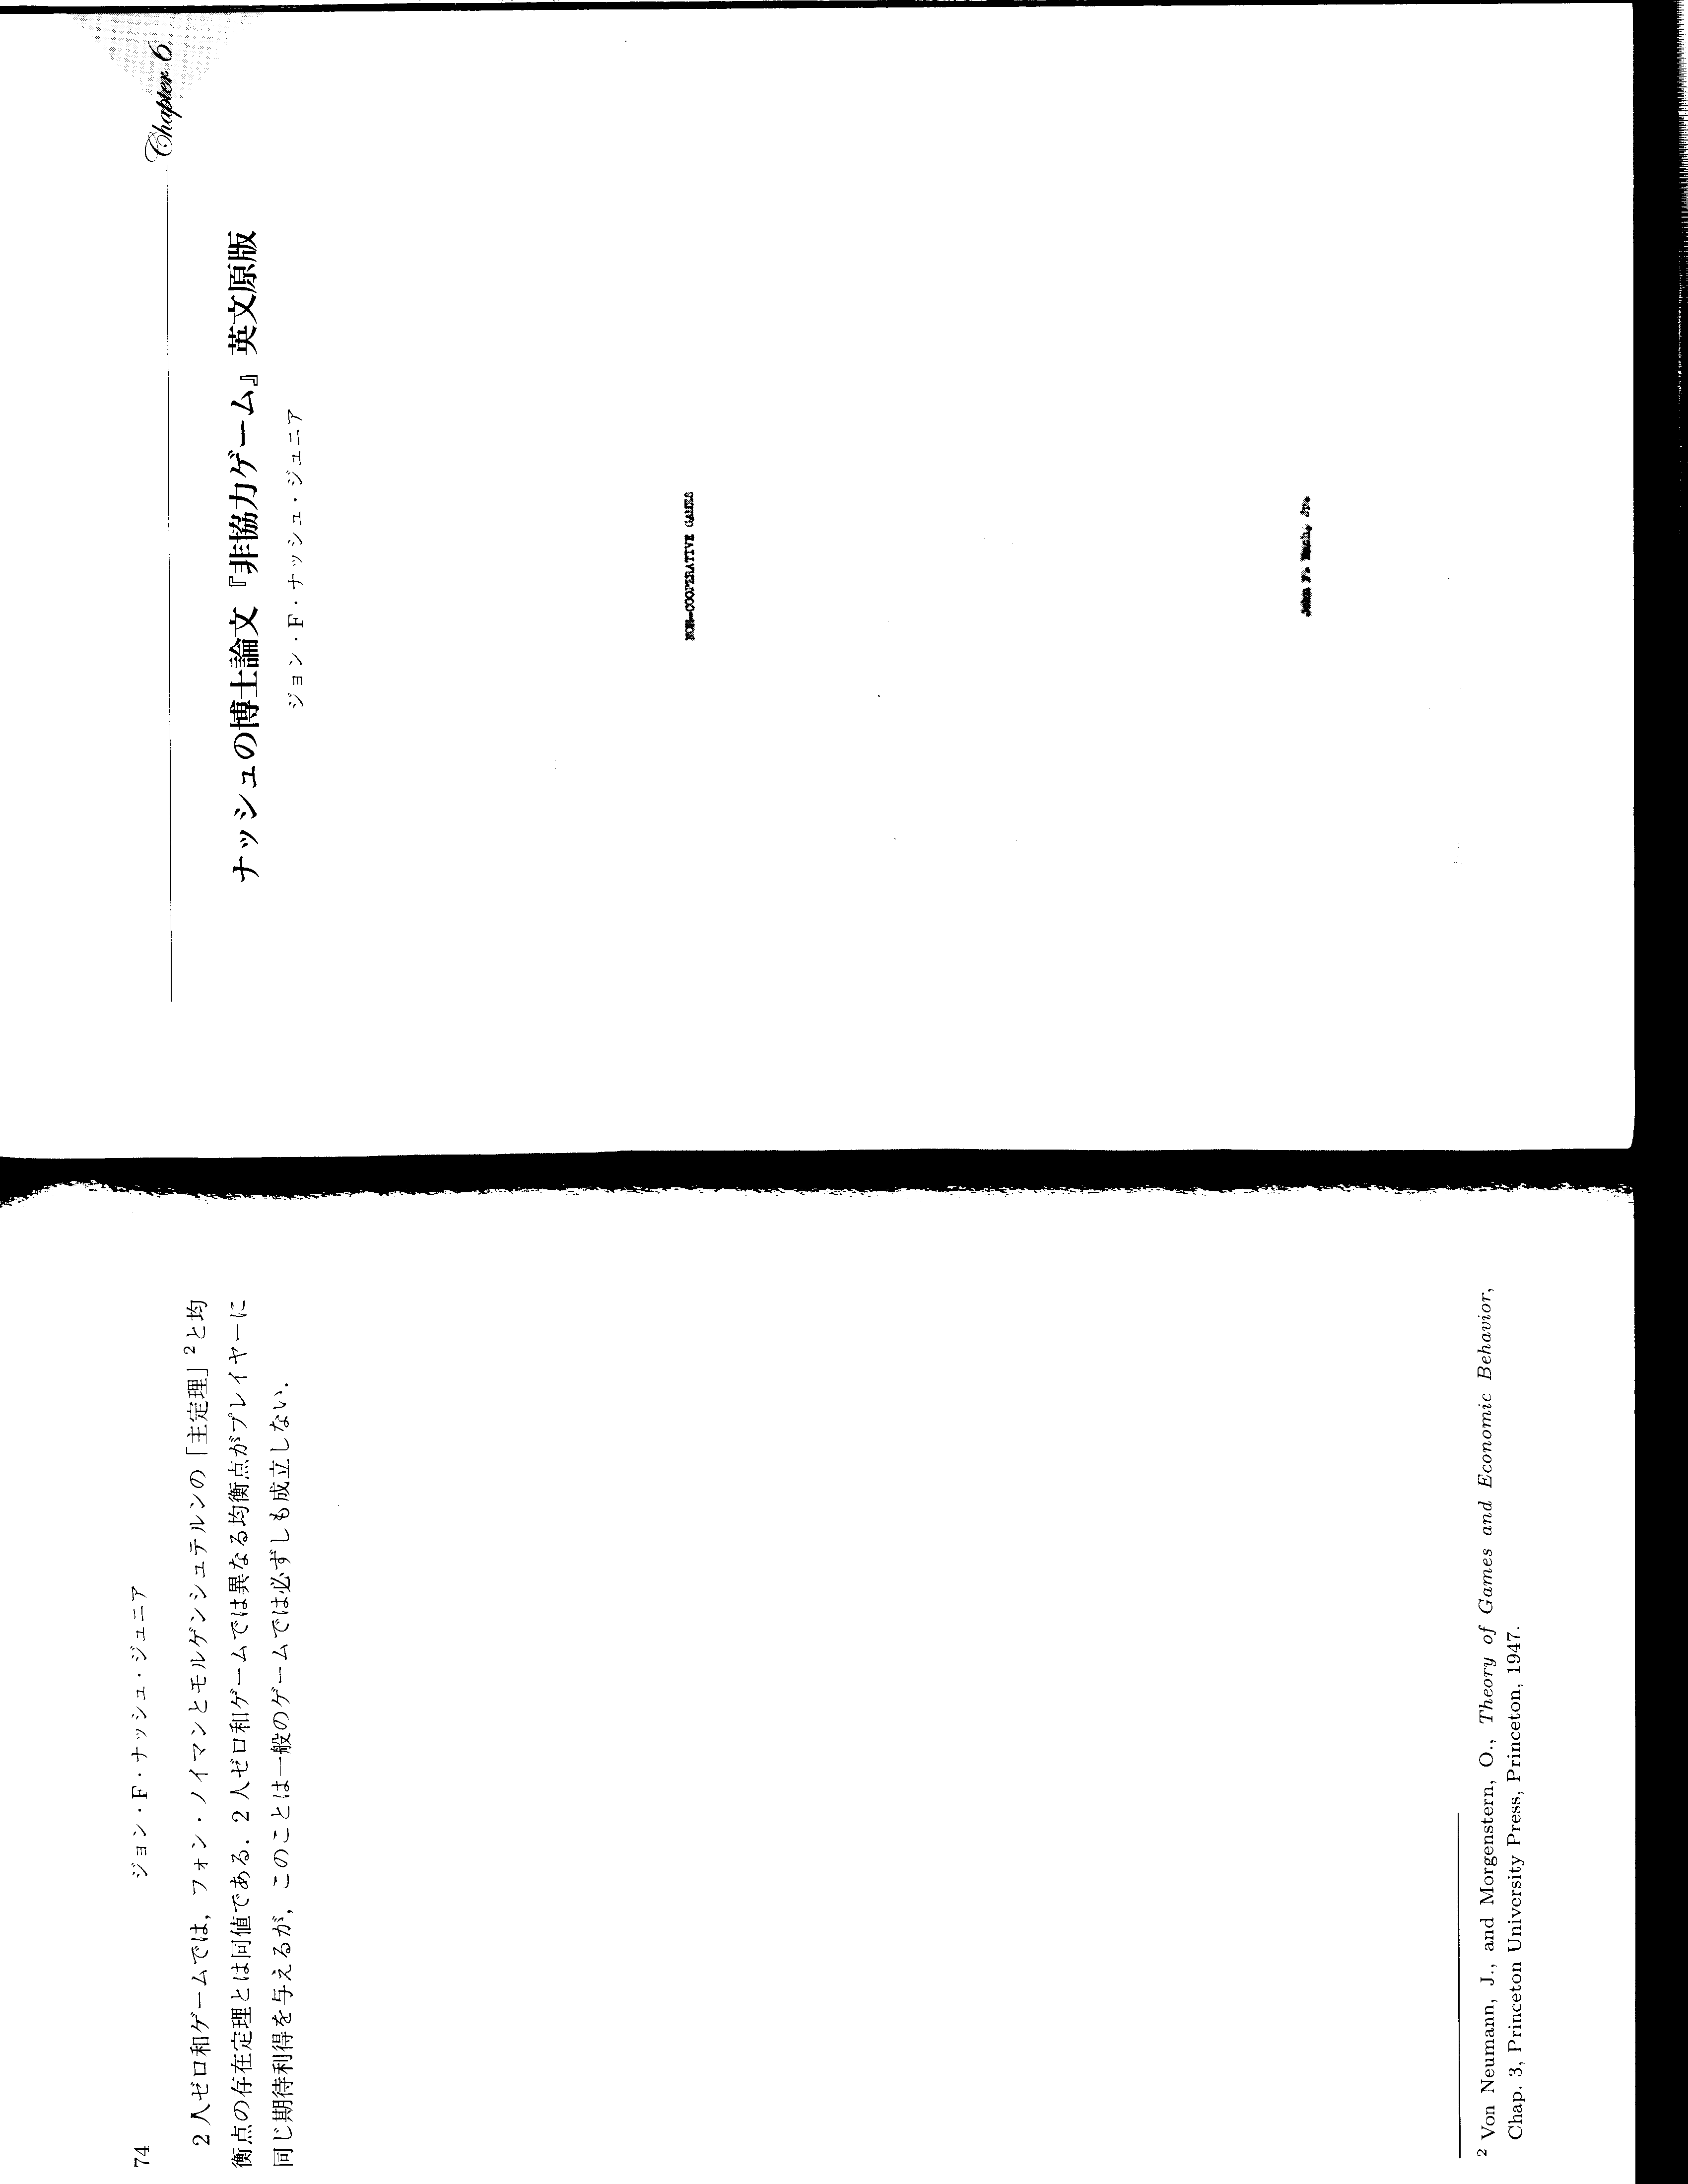 74
ジョン・F・ナッシュ・ジュニア
2人ゼロ和ゲームでは，フォン・ノイマンとモルゲンシュテルンの「主定理」2と均
衡点の存在定理とは同値である．2人ゼロ和ゲームでは異なる均衡点がプレイヤーに
同じ期待利得を与えるが，このことは一般のゲームでは必ずしも成立しない．
2 Von Neumann, J., and Morgenstern, O., Theory of Games and Economic Behavior,
Chap. 3, Princeton University Press, Princeton, 1947.
Chapter 6
ナッシュの博士論文『非協力ゲーム』英文原版
ジョン・F・ナッシュ・ジュニア
NON-COOPERATIVE GAMES
John F. Nash, Jr.